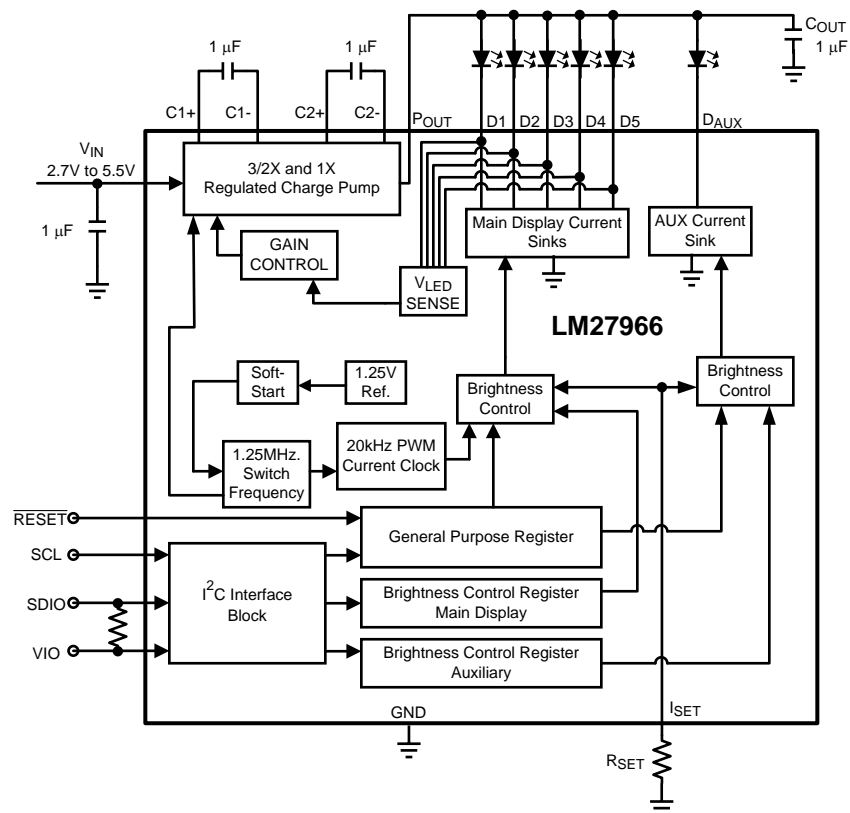 1 μF
1 μF
COUT
1 μF
C1+
C1-
C2+
C2-
POUT
D1
D2
D3
D4
D5
DAUX
VIN
2.7V to 5.5V
3/2X and 1X
Regulated Charge Pump
1 μF
GAIN
CONTROL
VLED
SENSE
Main Display Current
Sinks
AUX Current
Sink
LM27966
Soft-
Start
1.25V
Ref.
Brightness
Control
Brightness
Control
1.25MHz.
Switch
Frequency
20kHz PWM
Current Clock
RESET
SCL
SDIO
VIO
I2C Interface
Block
General Purpose Register
Brightness Control Register
Main Display
Brightness Control Register
Auxiliary
GND
ISET
RSET